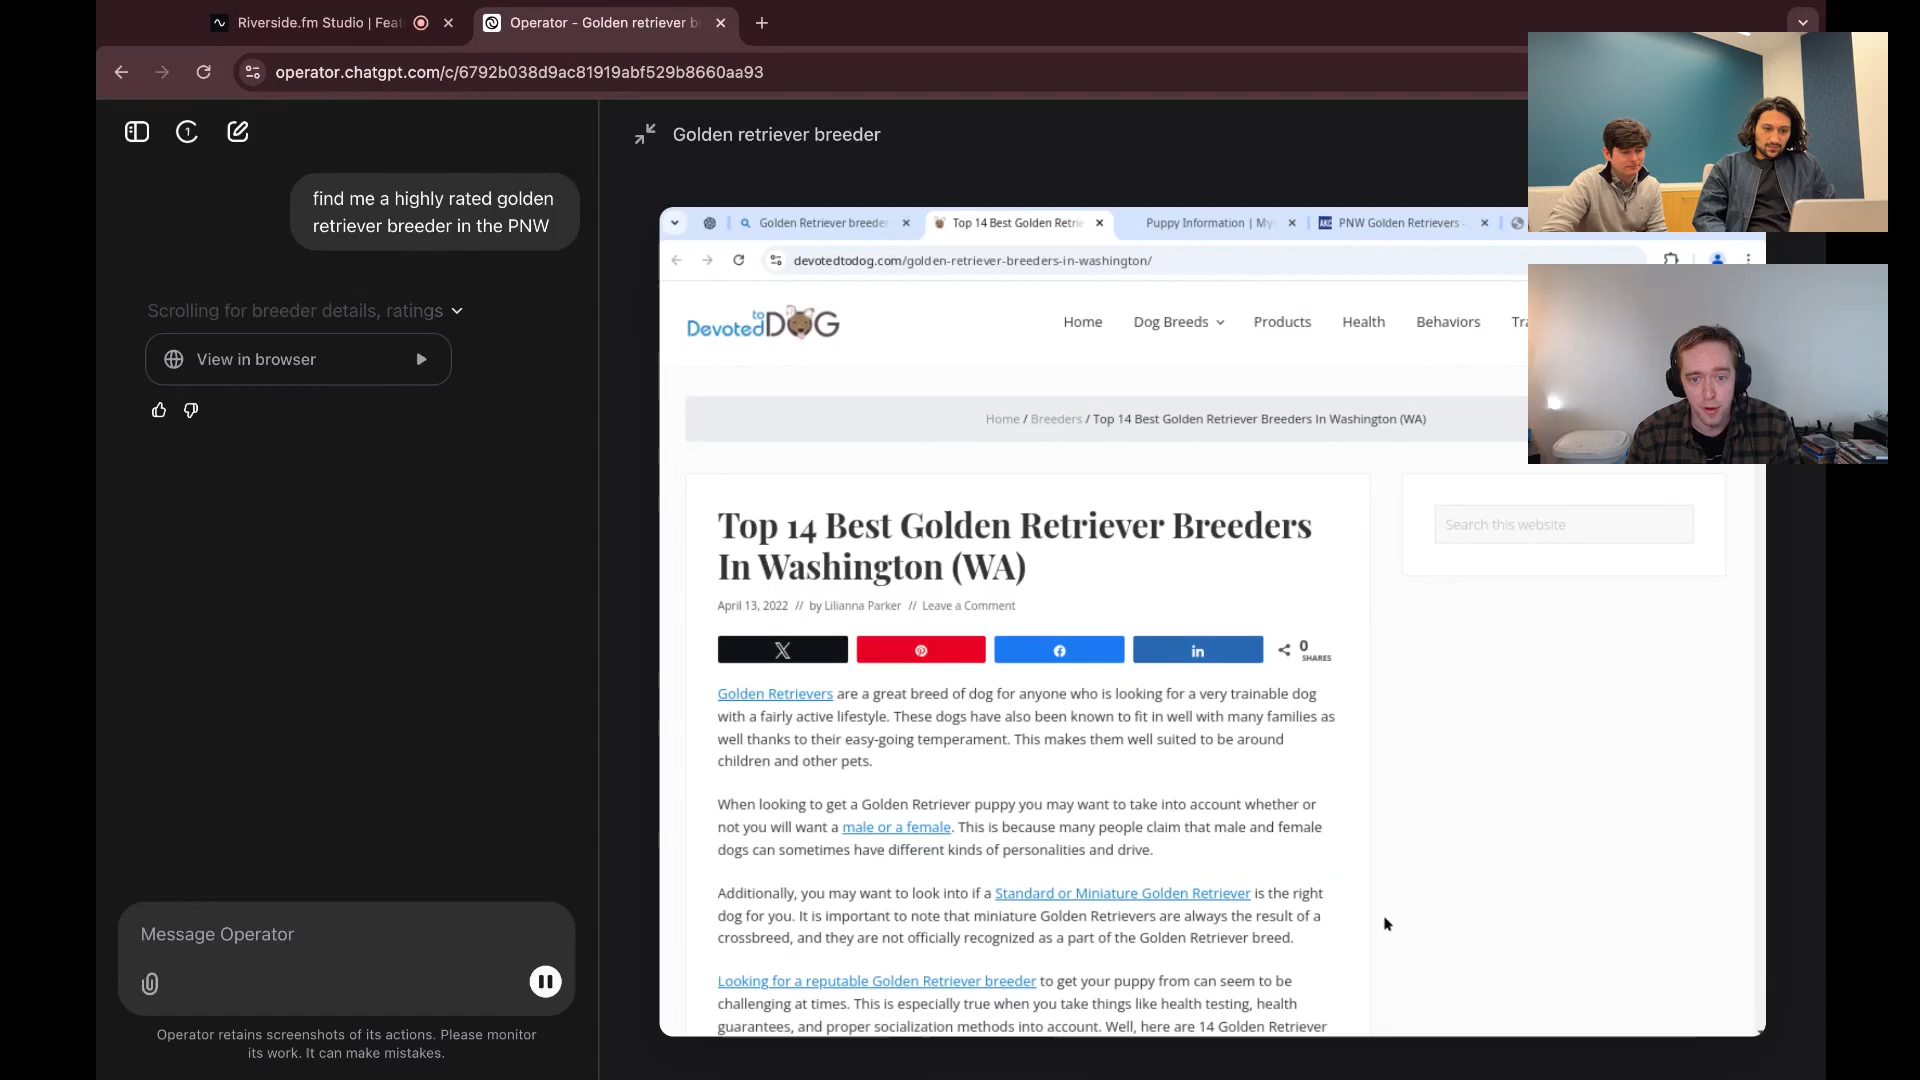 Riverside.fm Studio | Feat
Operator - Golden retriever b
operator.chatgpt.com/c/6792b038d9ac81919abf529b8660aa93
1
Golden retriever breeder
find me a highly rated golden
retriever breeder in the PNW
Scrolling for breeder details, ratings
View in browser
Message Operator
Operator retains screenshots of its actions. Please monitor
its work. It can make mistakes.
Golden Retriever breeder
Top 14 Best Golden Retrie
Puppy Information | My
AKC
PNW Golden Retrievers -
devotedtodog.com/golden-retriever-breeders-in-washington/
Devoted to DOG
Home
Dog Breeds
Products
Health
Behaviors
Tra
Home / Breeders / Top 14 Best Golden Retriever Breeders In Washington (WA)
Top 14 Best Golden Retriever Breeders
In Washington (WA)
April 13, 2022 // by Lilianna Parker // Leave a Comment
0
SHARES
Golden Retrievers are a great breed of dog for anyone who is looking for a very trainable dog
with a fairly active lifestyle. These dogs have also been known to fit in well with many families as
well thanks to their easy-going temperament. This makes them well suited to be around
children and other pets.
When looking to get a Golden Retriever puppy you may want to take into account whether or
not you will want a male or a female. This is because many people claim that male and female
dogs can sometimes have different kinds of personalities and drive.
Additionally, you may want to look into if a Standard or Miniature Golden Retriever is the right
dog for you. It is important to note that miniature Golden Retrievers are always the result of a
crossbreed, and they are not officially recognized as a part of the Golden Retriever breed.
Looking for a reputable Golden Retriever breeder to get your puppy from can seem to be
challenging at times. This is especially true when you take things like health testing, health
guarantees, and proper socialization methods into account. Well, here are 14 Golden Retriever
Search this website